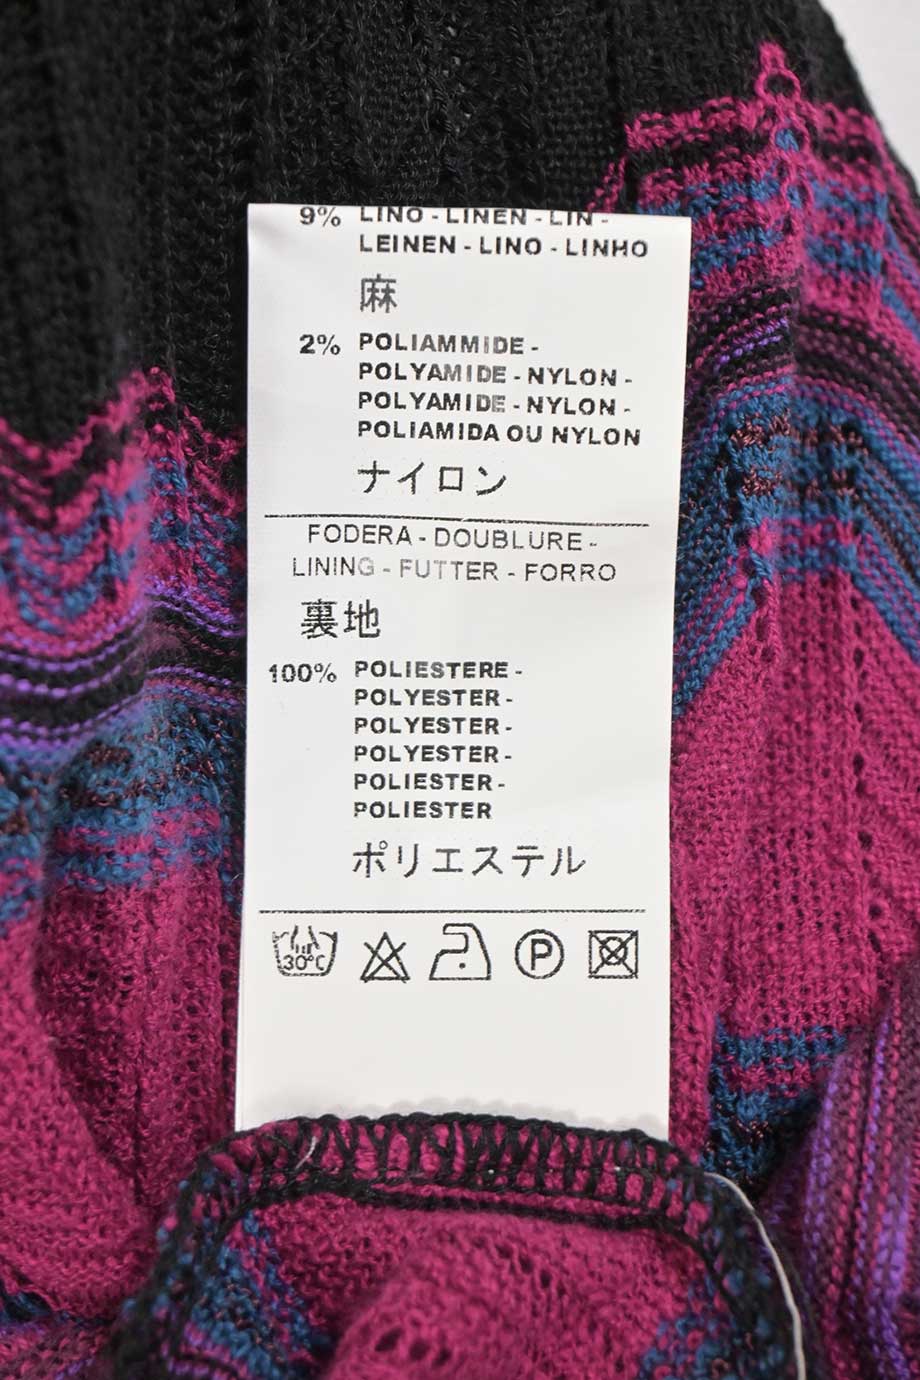 9% LINO - LINEN - LIN -
LEINEN - LINO - LINHO
麻
2% POLIAMMIDE -
POLYAMIDE - NYLON -
POLYAMIDE - NYLON -
POLIAMIDA OU NYLON
ナイロン
FODERA - DOUBLURE -
LINING - FUTTER - FORRO
裏地
100% POLIESTERE -
POLYESTER -
POLYESTER -
POLYESTER -
POLIESTER -
POLIESTER
ポリエステル
30°C P